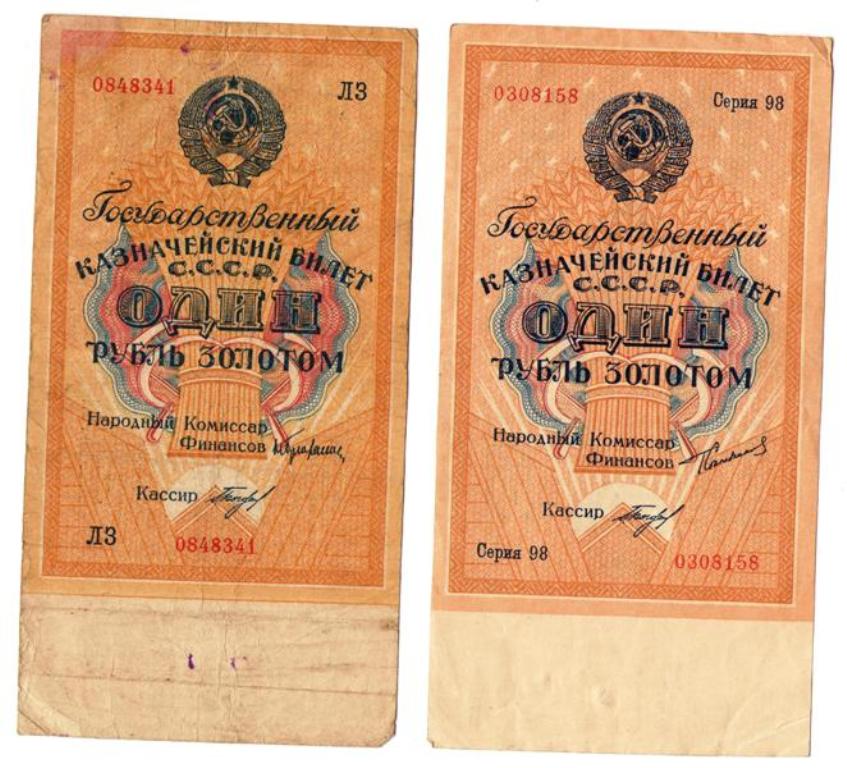 0848341
ЛЗ
Государственный
КАЗНАЧЕЙСКИЙ БИЛЕТ
С.С.С.Р.
ОДИН
РУБЛЬ ЗОЛОТОМ
Народный Комиссар
Финансов
Кассир
ЛЗ
0848341
0308158
Серия 98
Государственный
КАЗНАЧЕЙСКИЙ БИЛЕТ
С.С.С.Р.
ОДИН
РУБЛЬ ЗОЛОТОМ
Народный Комиссар
Финансов
Кассир
Серия 98
0308158